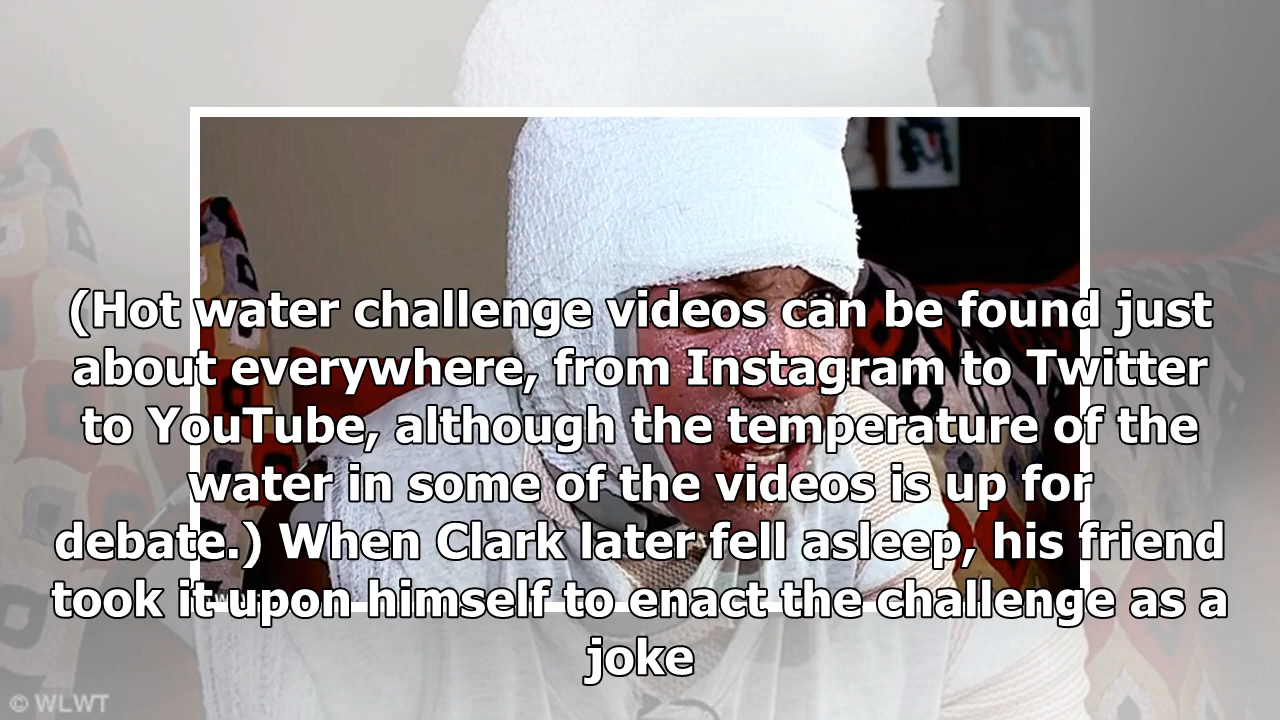 (Hot water challenge videos can be found just
about everywhere, from Instagram to Twitter
to YouTube, although the temperature of the
water in some of the videos is up for
debate.) When Clark later fell asleep, his friend
took it upon himself to enact the challenge as a
joke
© WLWT